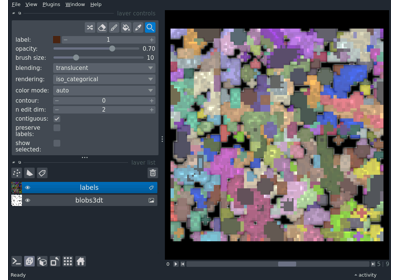 File View Plugins Window Help
layer controls
label: 1
opacity: 0.70
brush size: 10
blending: translucent
rendering: iso_categorical
color mode: auto
contour: 0
n edit dim: 2
contiguous:
preserve
labels:
show
selected:
layer list
labels
blobs3dt
Ready
activity